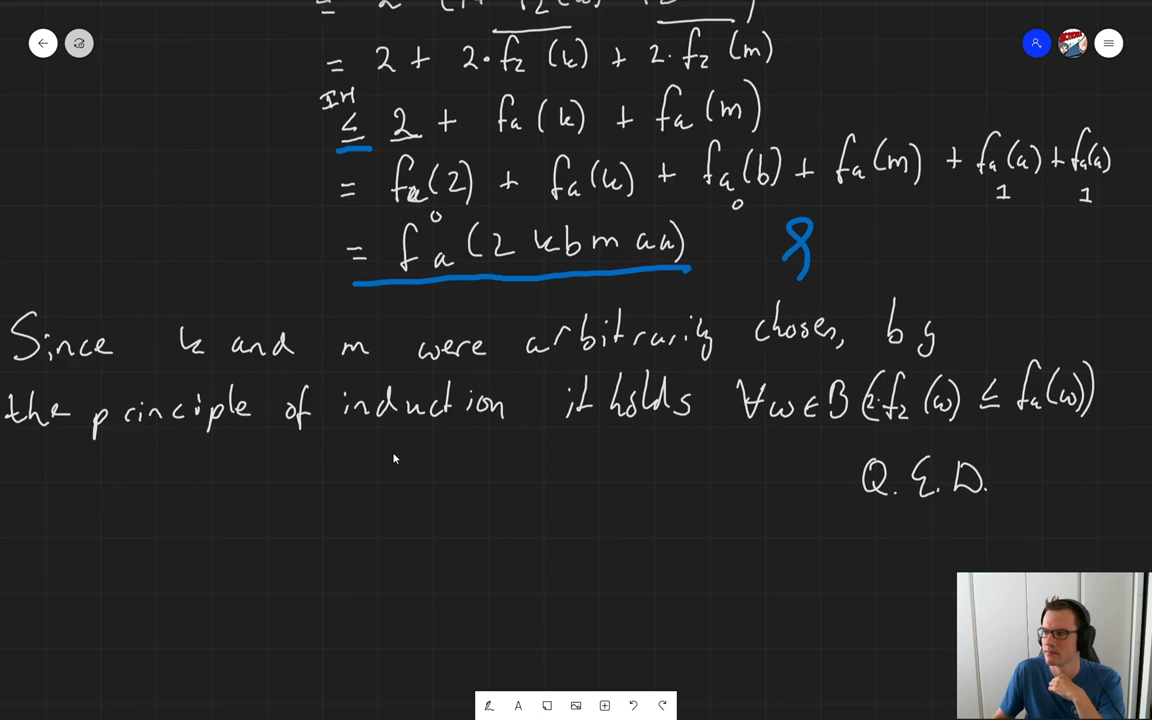 = 2 + 2·f₂(k) + 2·f₂(m)
IH
≤ 2 + fₐ(k) + fₐ(m)
= fₐ(2) + fₐ(k) + fₐ(b) + fₐ(m) + fₐ(a) + fₐ(a)
0 0 1 1
= fₐ(2 k b m a a) 8
Since k and m were arbitrarily choses, by
the principle of induction it holds ∀ω∈B (2·f₂(ω) ≤ fₐ(ω))
Q.E.D.
A